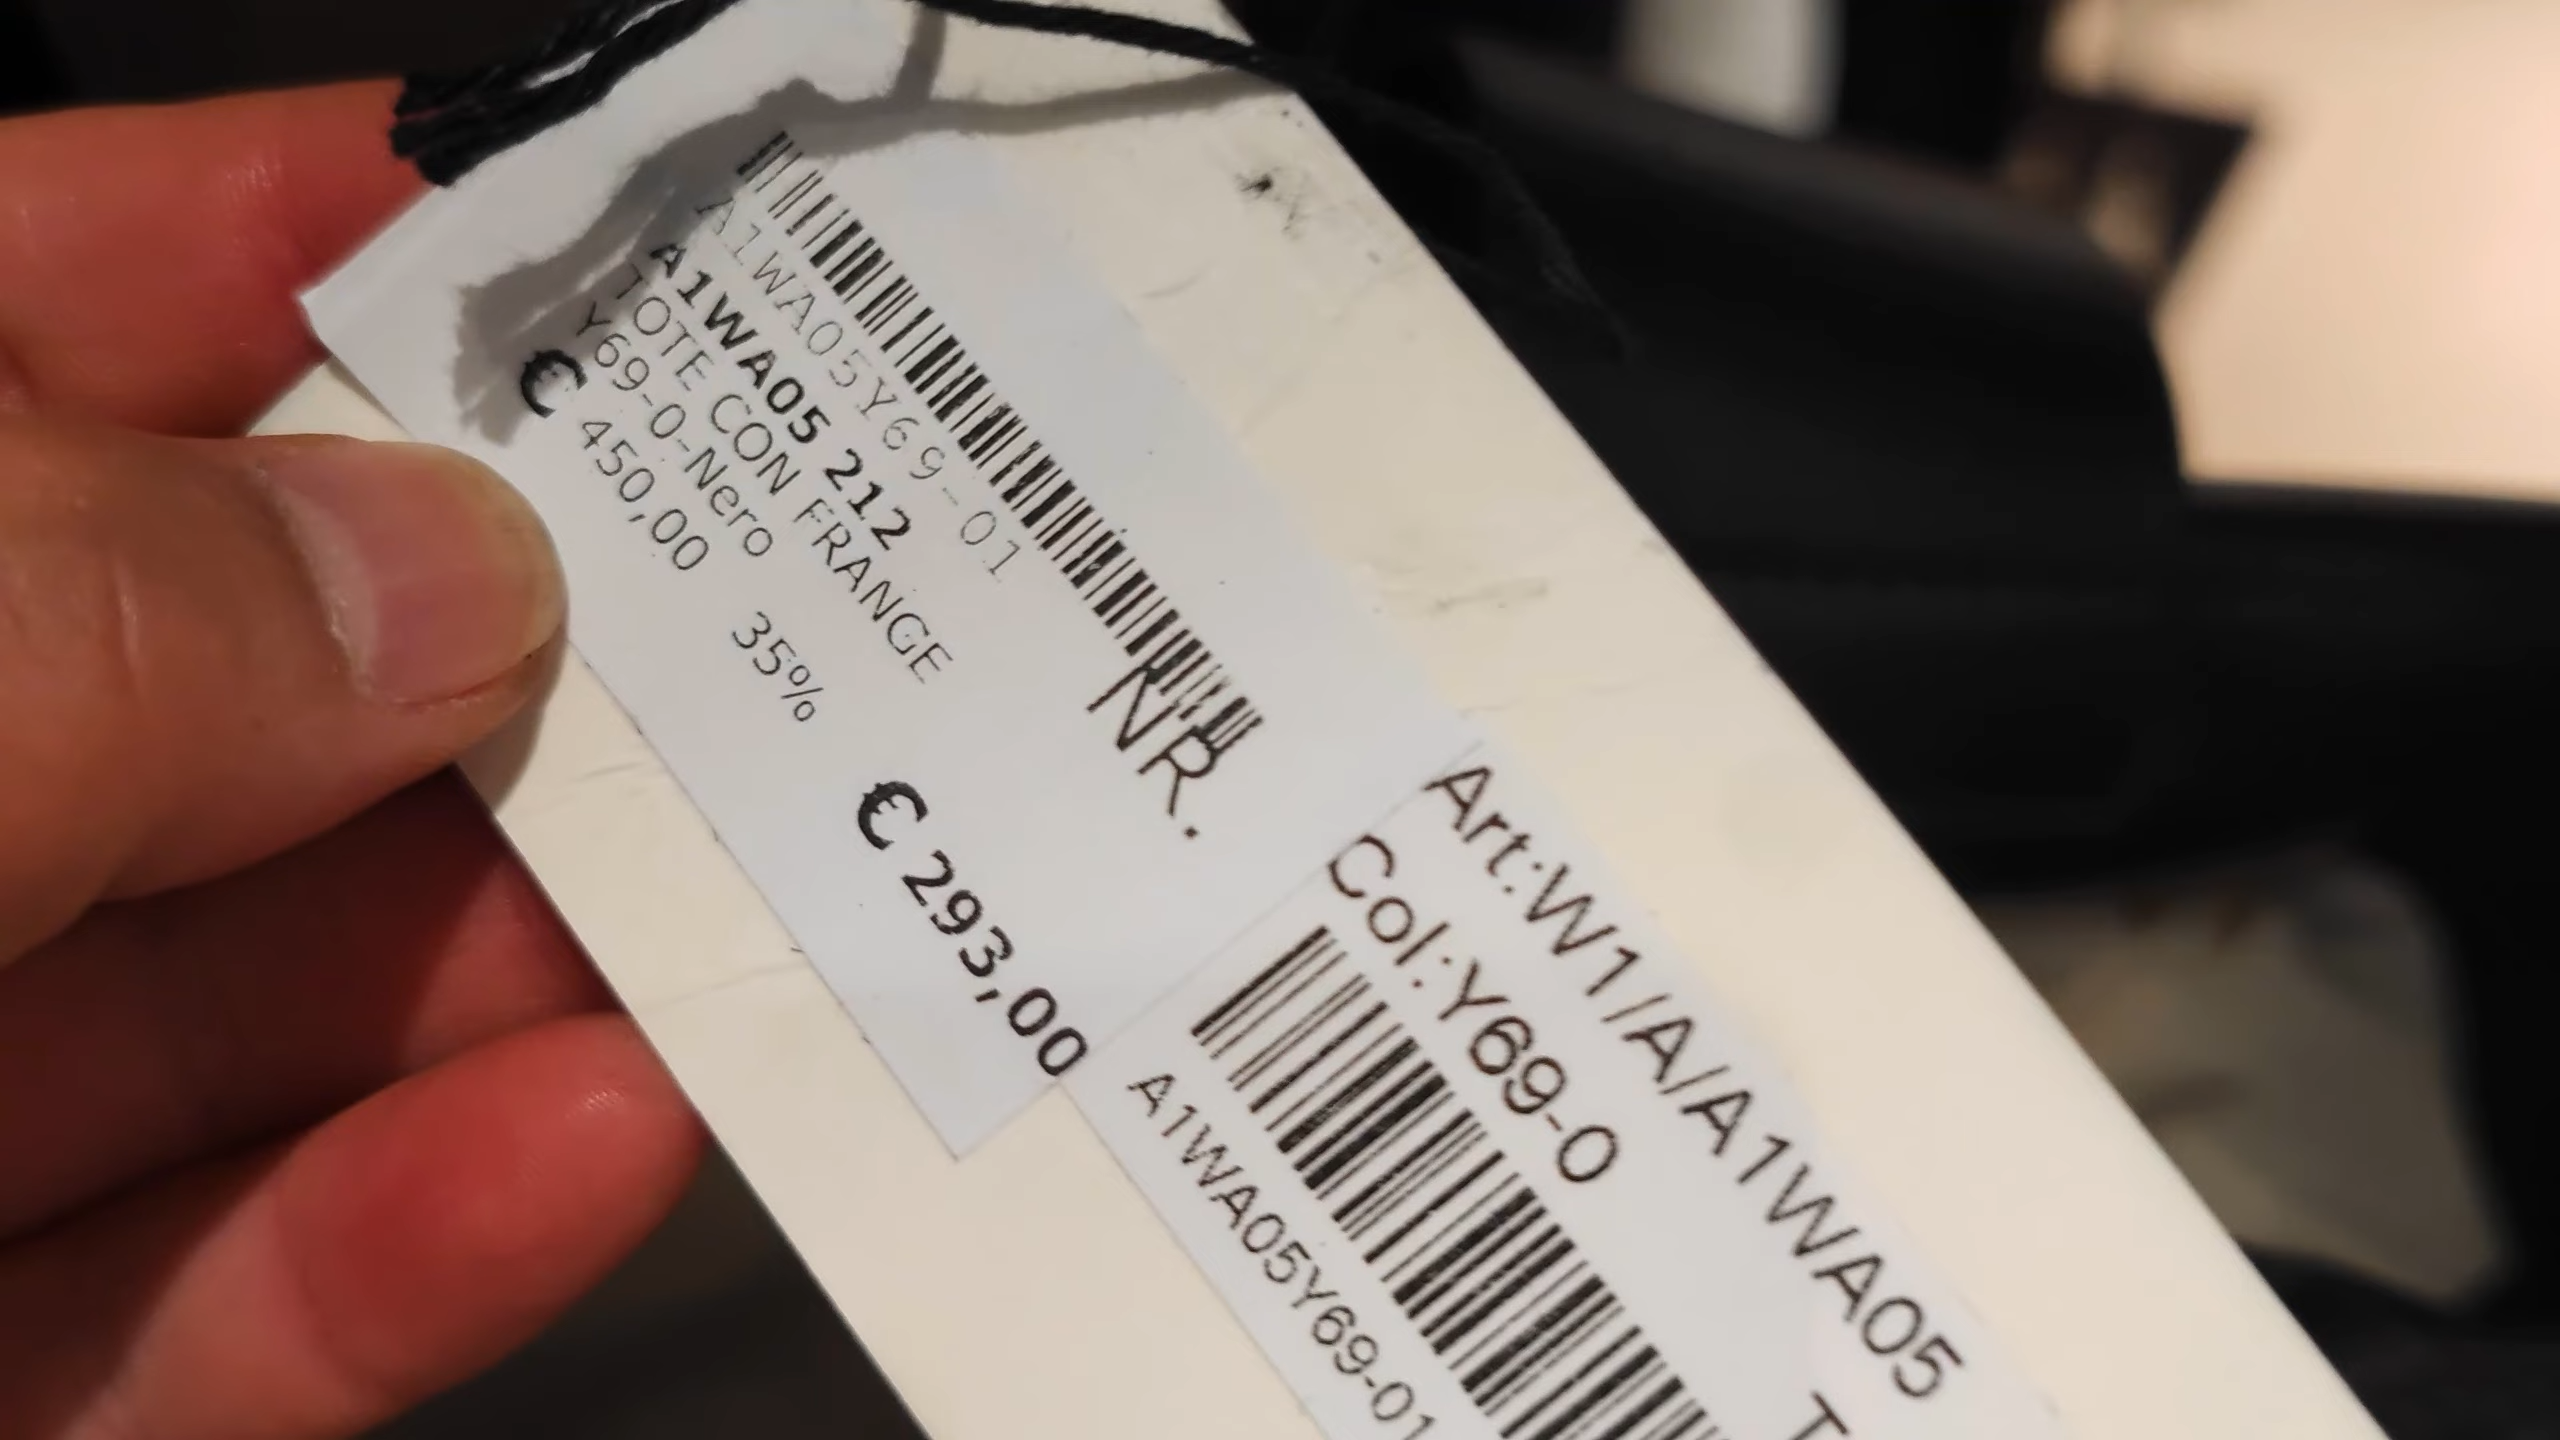 A1WA05Y69-01
A1WA05 212
TOTE CON FRANGE
Y69-0-Nero
€ 450,00 35% € 293,00
NR.
Art:W1/A/A1WA05
Col:Y69-0
A1WA05Y69-01